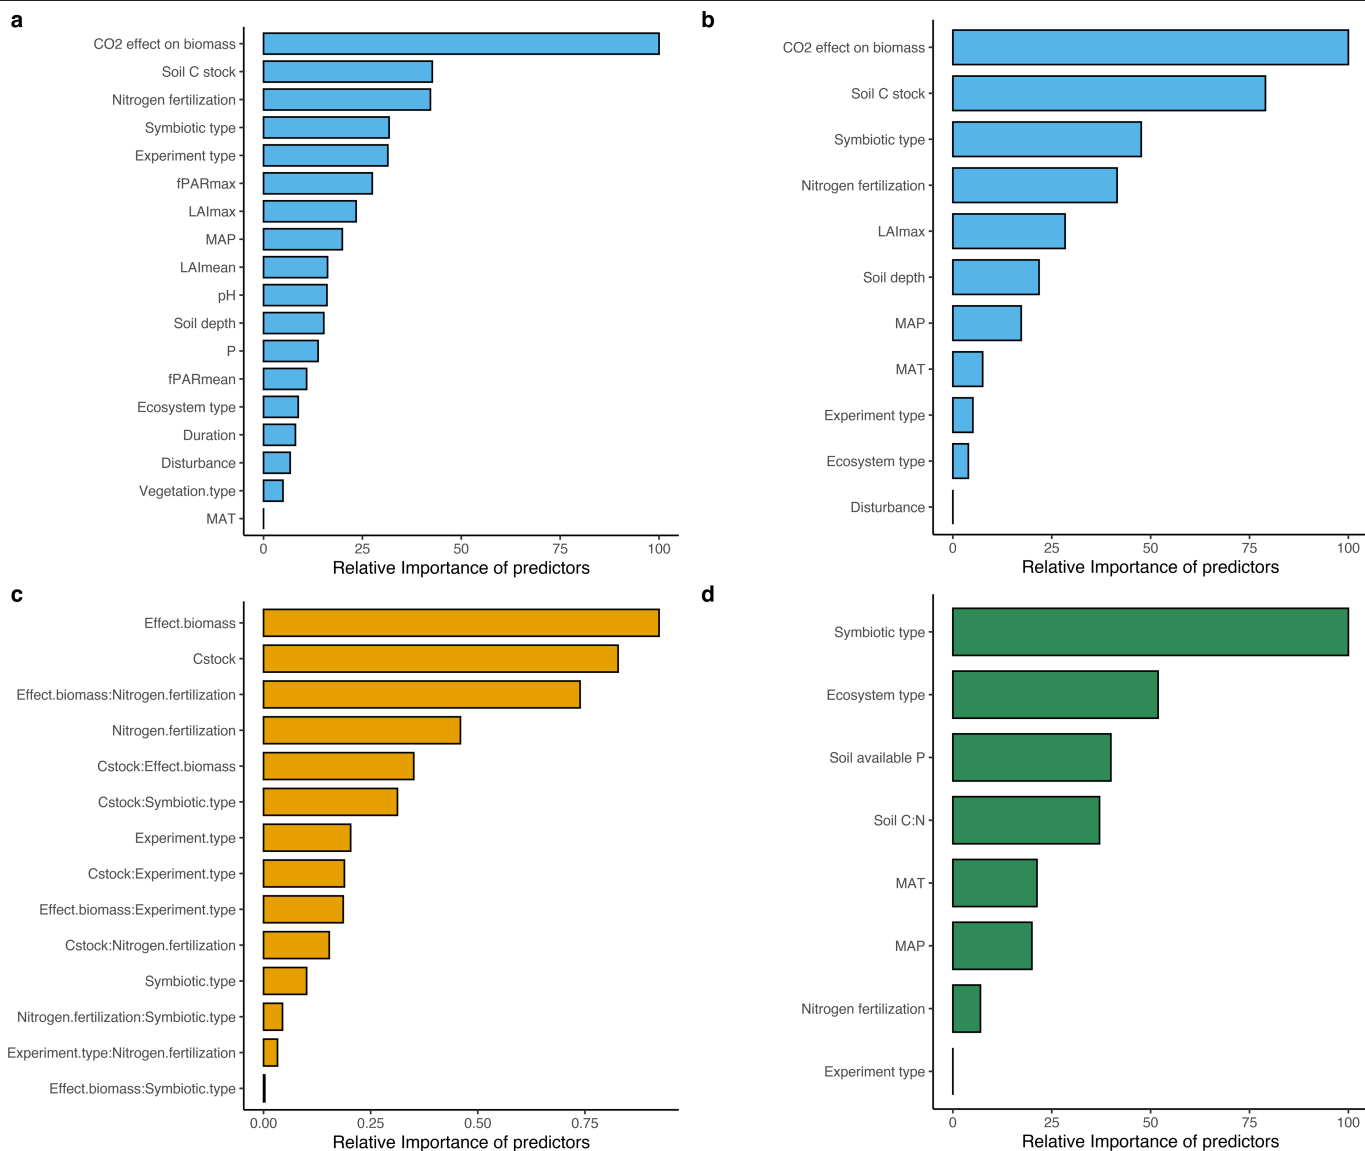 a
CO2 effect on biomass
Soil C stock
Nitrogen fertilization
Symbiotic type
Experiment type
fPARmax
LAImax
MAP
LAImean
pH
Soil depth
P
fPARmean
Ecosystem type
Duration
Disturbance
Vegetation.type
MAT
0 25 50 75 100
Relative Importance of predictors
b
CO2 effect on biomass
Soil C stock
Symbiotic type
Nitrogen fertilization
LAImax
Soil depth
MAP
MAT
Experiment type
Ecosystem type
Disturbance
0 25 50 75 100
Relative Importance of predictors
c
Effect.biomass
Cstock
Effect.biomass:Nitrogen.fertilization
Nitrogen.fertilization
Cstock:Effect.biomass
Cstock:Symbiotic.type
Experiment.type
Cstock:Experiment.type
Effect.biomass:Experiment.type
Cstock:Nitrogen.fertilization
Symbiotic.type
Nitrogen.fertilization:Symbiotic.type
Experiment.type:Nitrogen.fertilization
Effect.biomass:Symbiotic.type
0.00 0.25 0.50 0.75
Relative Importance of predictors
d
Symbiotic type
Ecosystem type
Soil available P
Soil C:N
MAT
MAP
Nitrogen fertilization
Experiment type
0 25 50 75 100
Relative Importance of predictors